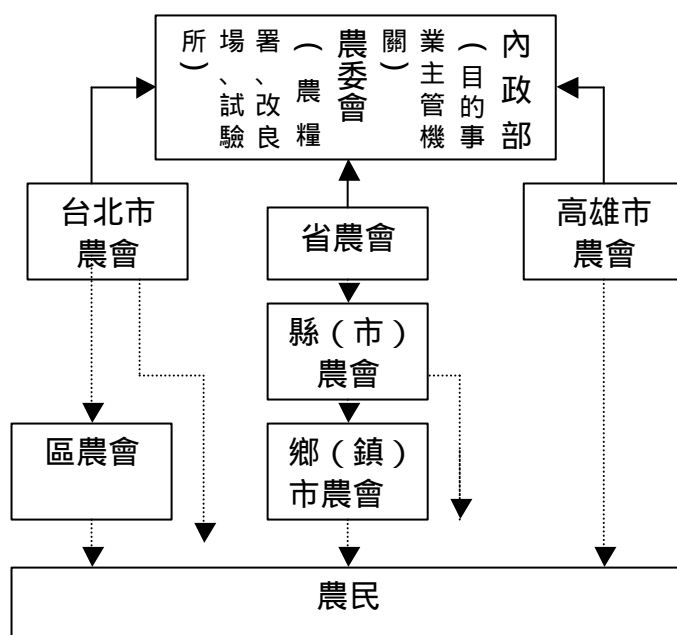 內政部
（目的事
業主管機
關）
農委會
（農糧
署、改良
場、試驗
所）
台北市
農會
省農會
高雄市
農會
縣（市）
農會
區農會
鄉（鎮）
市農會
農民